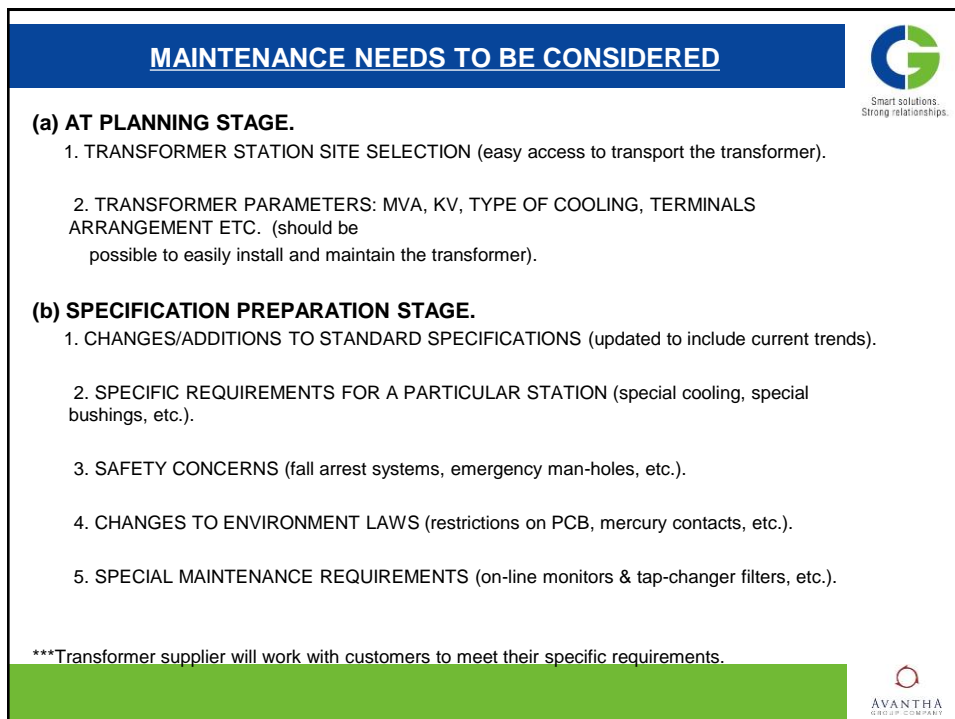 MAINTENANCE NEEDS TO BE CONSIDERED
Smart solutions.
Strong relationships.
(a) AT PLANNING STAGE.
1. TRANSFORMER STATION SITE SELECTION (easy access to transport the transformer).
2. TRANSFORMER PARAMETERS: MVA, KV, TYPE OF COOLING, TERMINALS
ARRANGEMENT ETC. (should be
possible to easily install and maintain the transformer).
(b) SPECIFICATION PREPARATION STAGE.
1. CHANGES/ADDITIONS TO STANDARD SPECIFICATIONS (updated to include current trends).
2. SPECIFIC REQUIREMENTS FOR A PARTICULAR STATION (special cooling, special
bushings, etc.).
3. SAFETY CONCERNS (fall arrest systems, emergency man-holes, etc.).
4. CHANGES TO ENVIRONMENT LAWS (restrictions on PCB, mercury contacts, etc.).
5. SPECIAL MAINTENANCE REQUIREMENTS (on-line monitors & tap-changer filters, etc.).
***Transformer supplier will work with customers to meet their specific requirements.
AVANTHA
GROUP COMPANY